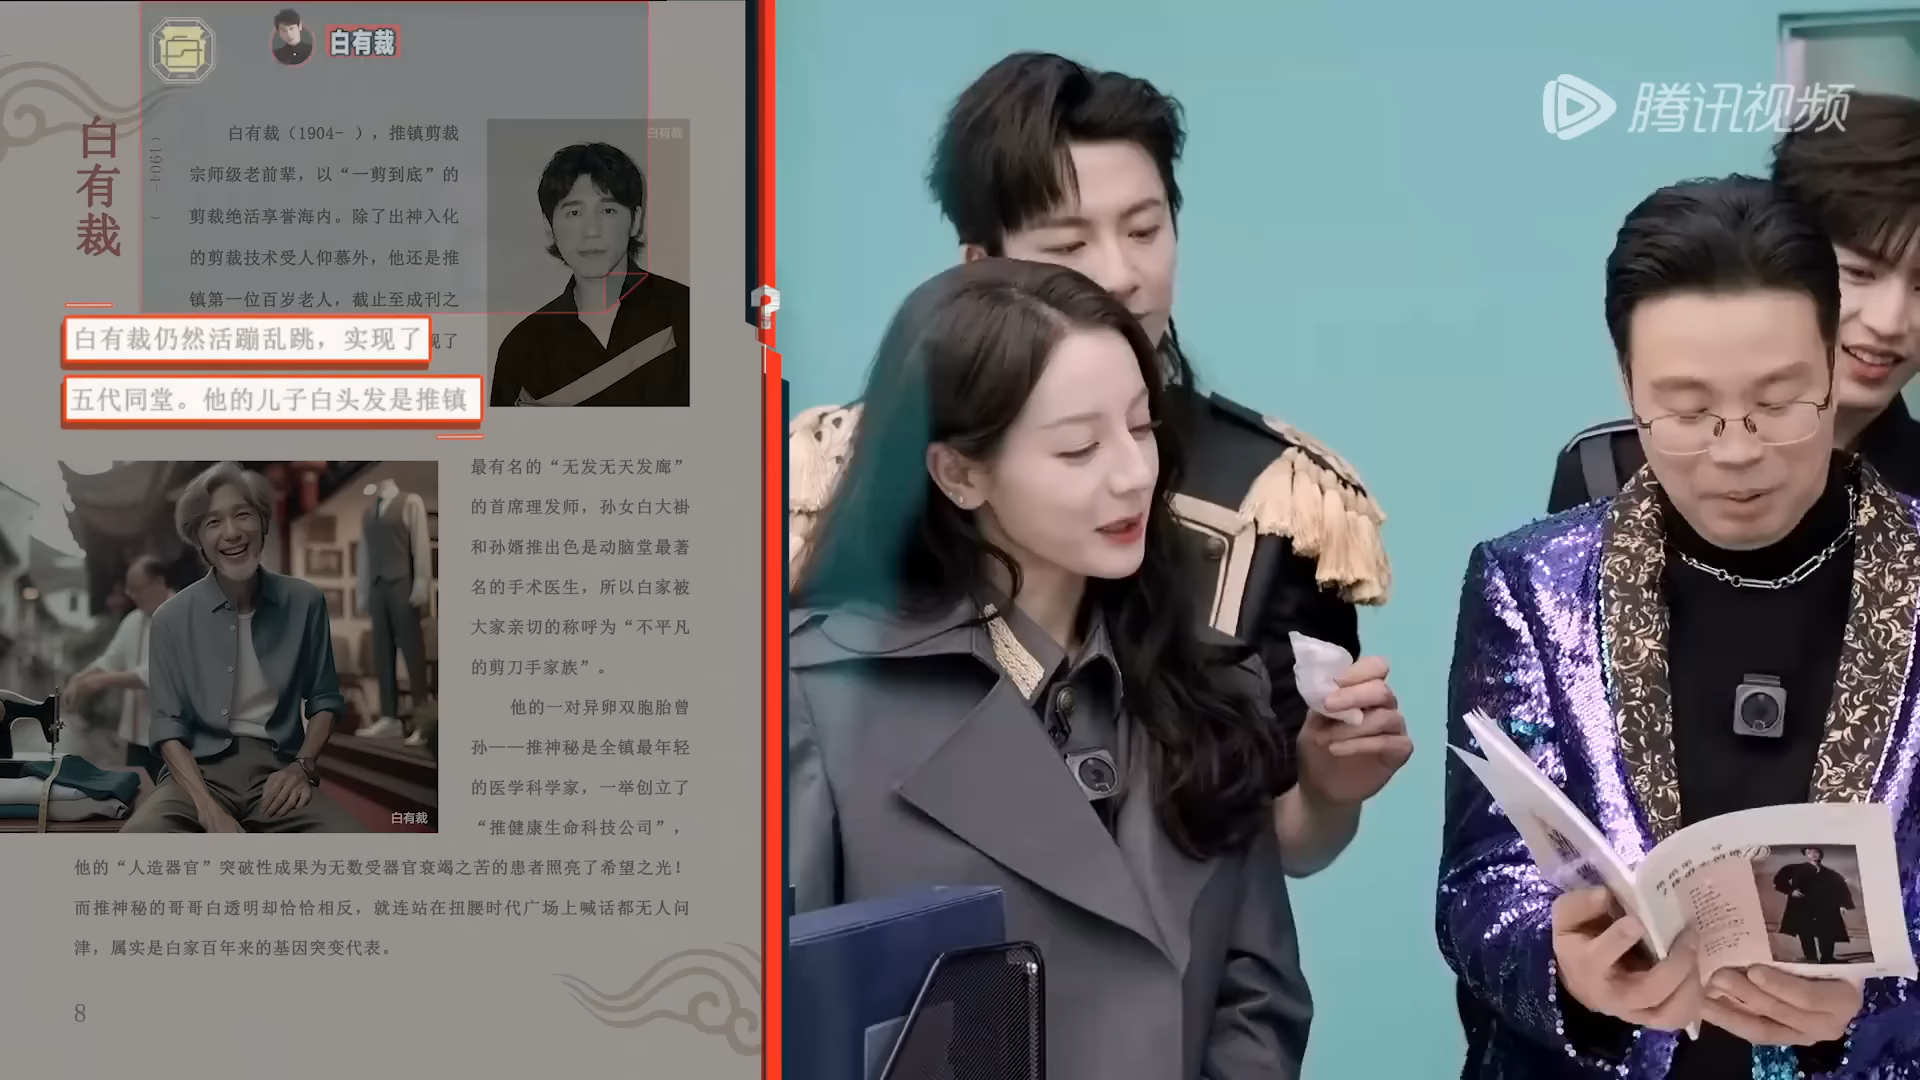 白有裁
白有裁
（1904- ）
白有裁（1904- ），推镇剪裁
宗师级老前辈，以“一剪到底”的
剪裁绝活享誉海内。除了出神入化
的剪裁技术受人仰慕外，他还是推
镇第一位百岁老人，截止至成刊之
白有裁仍然活蹦乱跳，实现了
五代同堂。他的儿子白头发是推镇
白有裁
最有名的“无发无天发廊”
的首席理发师，孙女白大褂
和孙婿推出色是动脑堂最著
名的手术医生，所以白家被
大家亲切的称呼为“不平凡
的剪刀手家族”。
他的一对异卵双胞胎曾
孙——推神秘是全镇最年轻
的医学科学家，一举创立了
“推健康生命科技公司”，
他的“人造器官”突破性成果为无数受器官衰竭之苦的患者照亮了希望之光！
而推神秘的哥哥白透明却恰恰相反，就连站在扭腰时代广场上喊话都无人问
津，属实是白家百年来的基因突变代表。
白有裁
8
腾讯视频